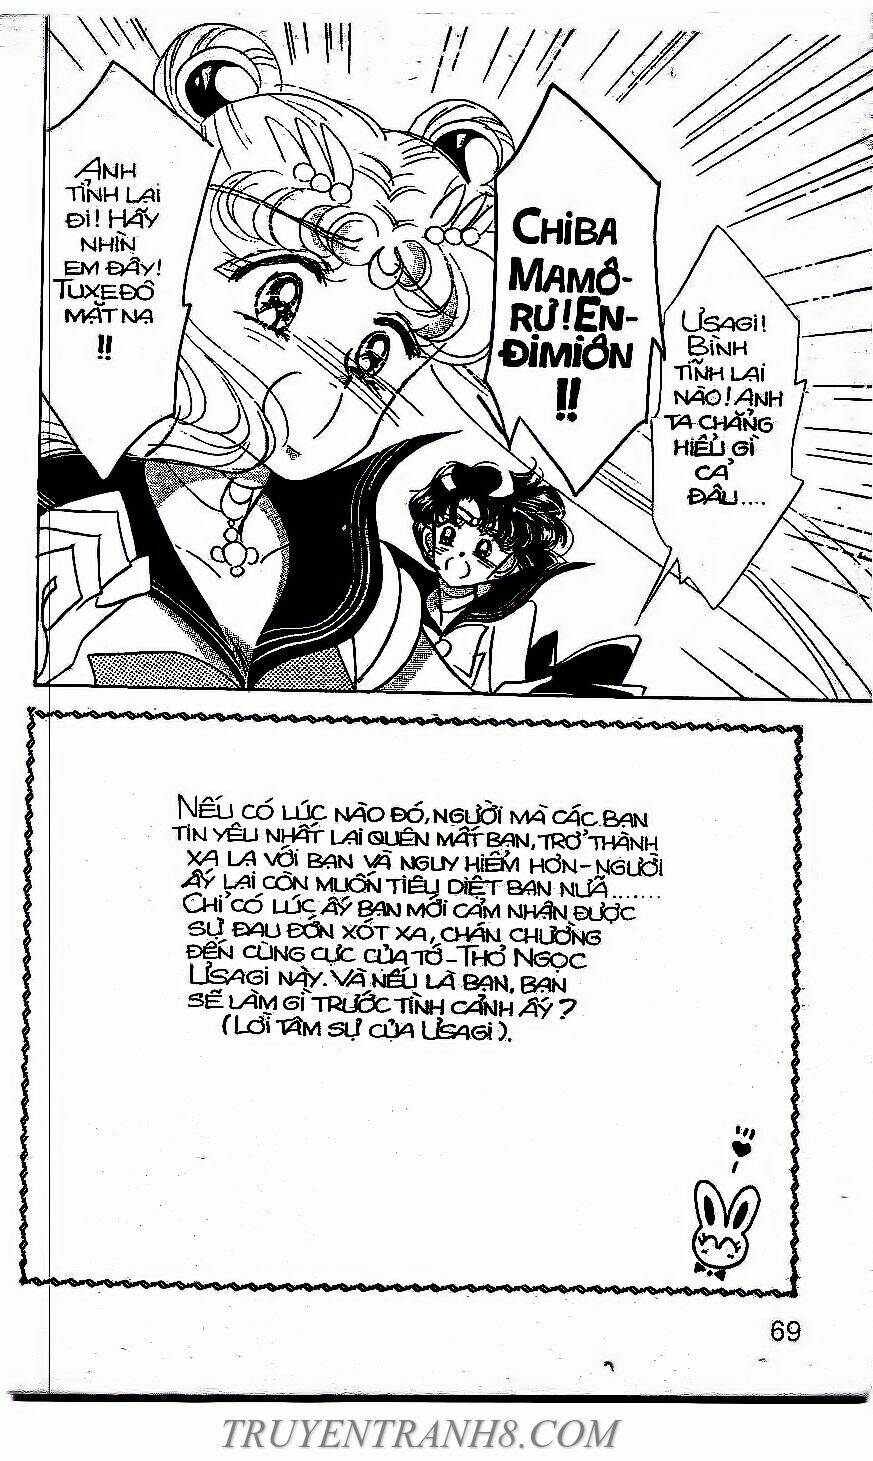 ANH
TỈNH LẠI
ĐI! HÃY
NHÌN
EM ĐÂY!
TUXEĐÔ
MẶT NẠ
!!
CHIBA
MAMÔ-
RƯ! EN-
ĐIMIÔN
!!
ƯSAGI!
BÌNH
TĨNH LẠI
NÀO! ANH
TA CHẲNG
HIỂU GÌ
CẢ
ĐÂU....
NẾU CÓ LÚC NÀO ĐÓ, NGƯỜI MÀ CÁC BẠN
TIN YÊU NHẤT LẠI QUÊN MẤT BẠN, TRỞ THÀNH
XA LẠ VỚI BẠN VÀ NGUY HIỂM HƠN - NGƯỜI
ẤY LẠI CÒN MUỐN TIÊU DIỆT BẠN NỮA.......
CHỈ CÓ LÚC ẤY BẠN MỚI CẢM NHẬN ĐƯỢC
SỰ ĐAU ĐỚN XÓT XA, CHÁN CHƯỜNG
ĐẾN CÙNG CỰC CỦA TỚ - THỎ NGỌC
ƯSAGI NÀY. VÀ NẾU LÀ BẠN, BẠN
SẼ LÀM GÌ TRƯỚC TÌNH CẢNH ẤY?
(LỜI TÂM SỰ CỦA ƯSAGI).
69
TRUYENTRANH8.COM